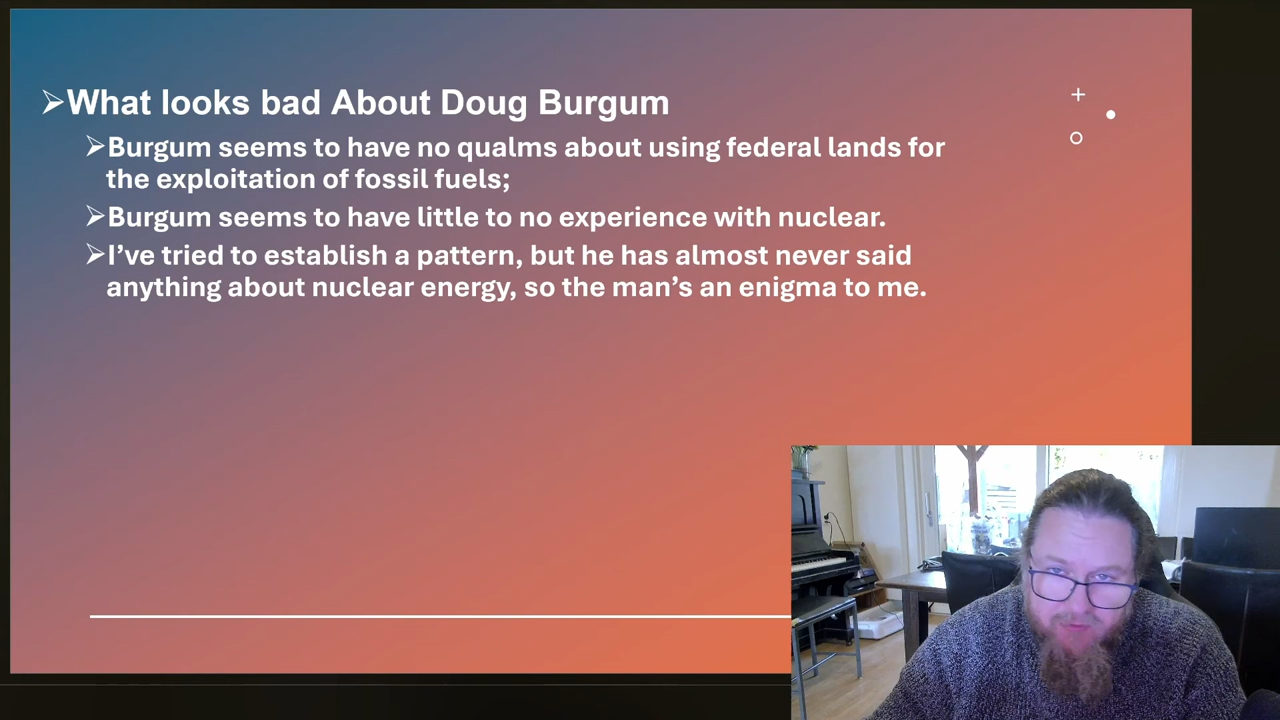 What looks bad About Doug Burgum
Burgum seems to have no qualms about using federal lands for
the exploitation of fossil fuels;
Burgum seems to have little to no experience with nuclear.
I’ve tried to establish a pattern, but he has almost never said
anything about nuclear energy, so the man’s an enigma to me.